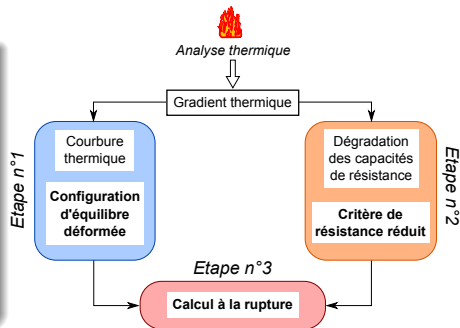 Analyse thermique
Gradient thermique
Etape n°1
Courbure
thermique
Configuration
d'équilibre
déformée
Dégradation
des capacités
de résistance
Critère de
résistance réduit
Etape n°2
Etape n°3
Calcul à la rupture